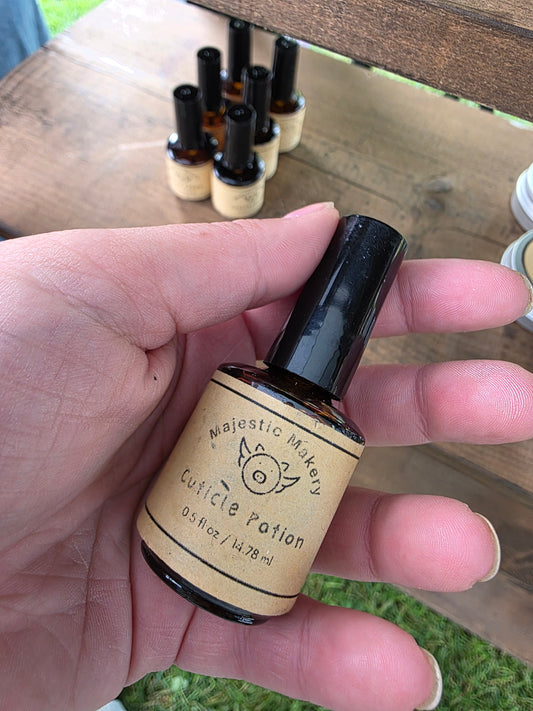 Majestic Makery
Cuticle Potion
0.5 fl oz / 14.78 ml